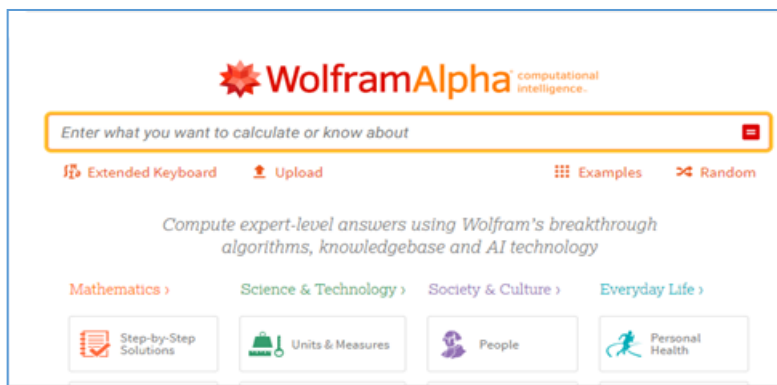 WolframAlpha computational intelligence.
Enter what you want to calculate or know about
Extended Keyboard Upload Examples Random
Compute expert-level answers using Wolfram's breakthrough
algorithms, knowledgebase and AI technology
Mathematics › Science & Technology › Society & Culture › Everyday Life ›
Step-by-Step Solutions Units & Measures People Personal Health